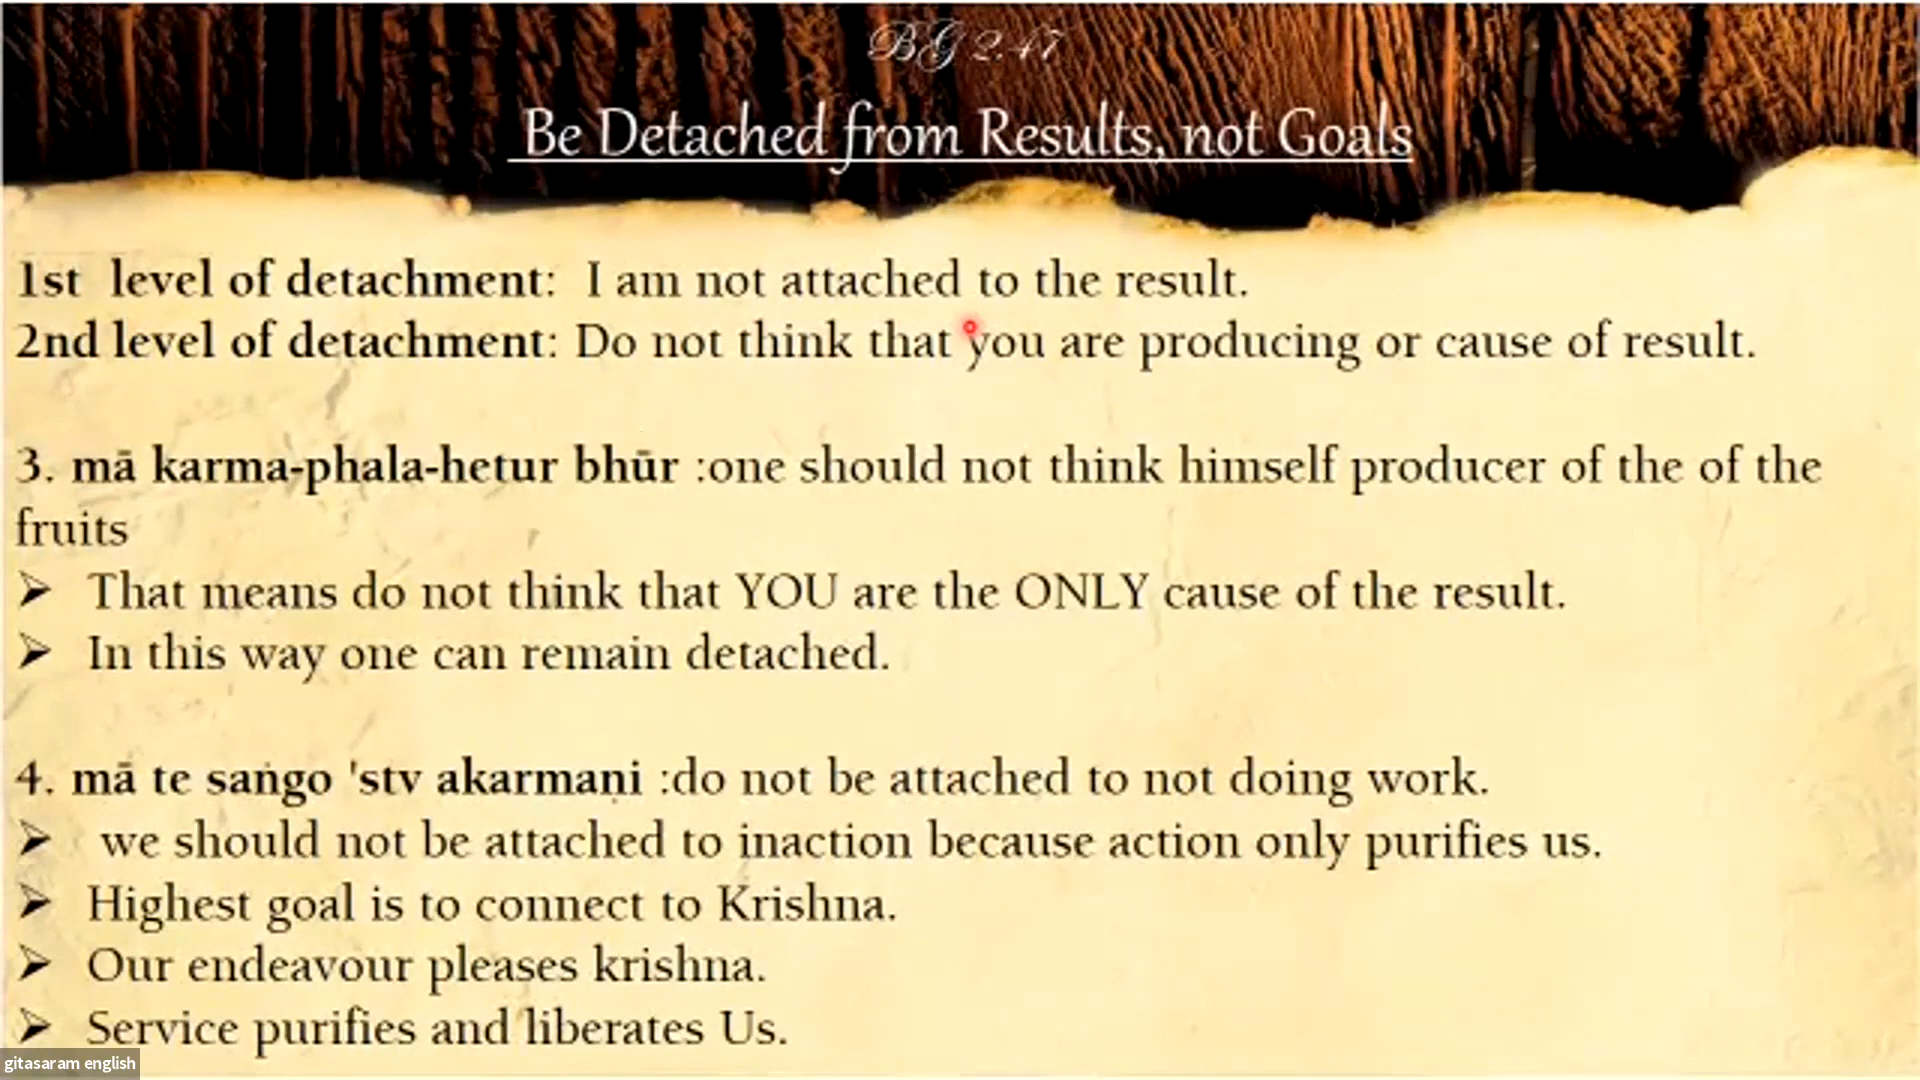 BG 2.47
Be Detached from Results, not Goals
1st level of detachment: I am not attached to the result.
2nd level of detachment: Do not think that you are producing or cause of result.
3. mā karma-phala-hetur bhūr :one should not think himself producer of the of the
fruits
➢ That means do not think that YOU are the ONLY cause of the result.
➢ In this way one can remain detached.
4. mā te saṅgo 'stv akarmaṇi :do not be attached to not doing work.
➢ we should not be attached to inaction because action only purifies us.
➢ Highest goal is to connect to Krishna.
➢ Our endeavour pleases krishna.
➢ Service purifies and liberates Us.
gitasaram english